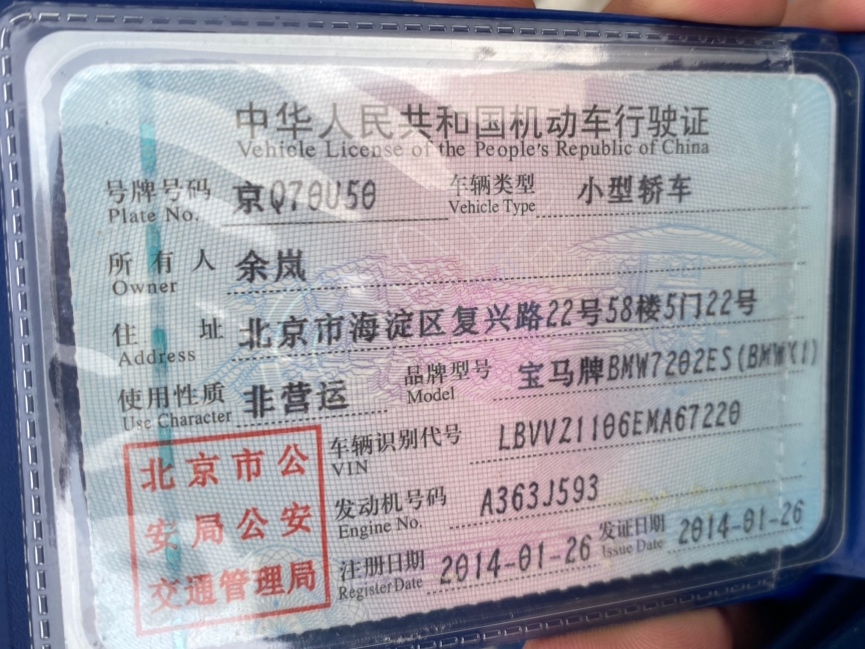 中华人民共和国机动车行驶证
Vehicle License of the People's Republic of China
号牌号码 京Q70U50 车辆类型 小型轿车
Plate No. Vehicle Type
所有人 余岚
Owner
住址 北京市海淀区复兴路22号58楼5门22号
Address
使用性质 非营运 品牌型号 宝马牌BMW7202ES(BMWX1)
Use Character Model
北京市公
安局公安
交通管理局
车辆识别代号 LBVVZ1106EMA67220
VIN
发动机号码 A363J593
Engine No.
注册日期 2014-01-26 发证日期 2014-01-26
Register Date Issue Date